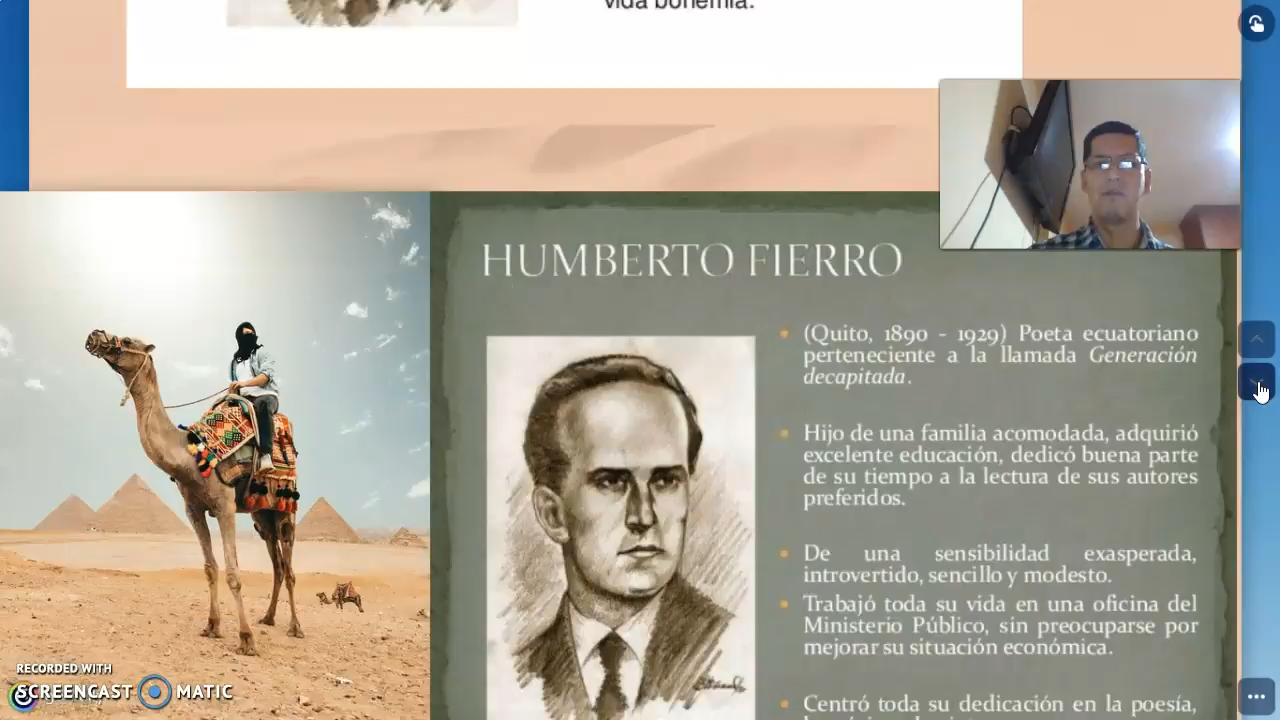 vida bohemia.
HUMBERTO FIERRO
• (Quito, 1890 - 1929) Poeta ecuatoriano
perteneciente a la llamada Generación
decapitada.
• Hijo de una familia acomodada, adquirió
excelente educación, dedicó buena parte
de su tiempo a la lectura de sus autores
preferidos.
• De una sensibilidad exasperada,
introvertido, sencillo y modesto.
• Trabajó toda su vida en una oficina del
Ministerio Público, sin preocuparse por
mejorar su situación económica.
• Centró toda su dedicación en la poesía,
RECORDED WITH
SCREENCAST MATIC